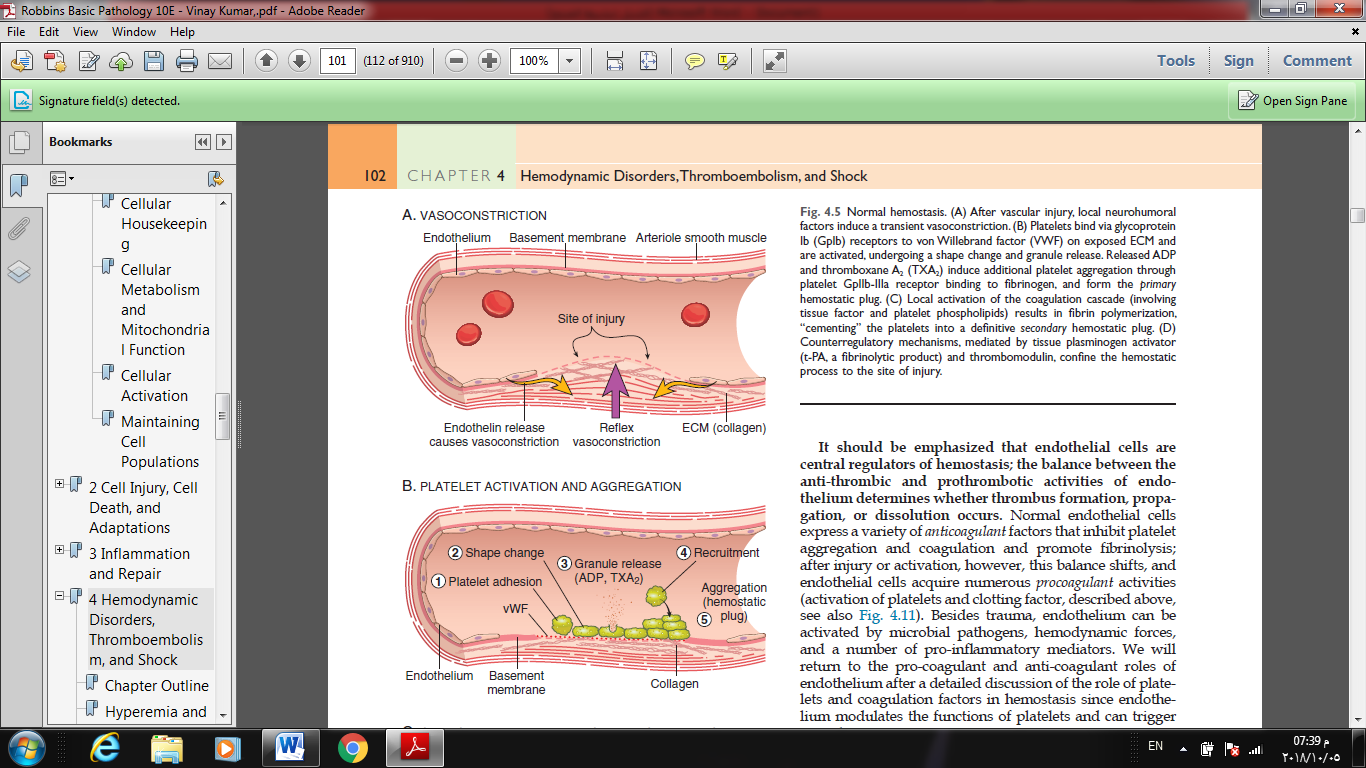 Robbins Basic Pathology 10E - Vinay Kumar,.pdf - Adobe Reader
File Edit View Window Help
101 (112 of 910) 100% Tools Sign Comment
Signature field(s) detected. Open Sign Pane
Bookmarks
Cellular
Housekeepin
g
Cellular
Metabolism
and
Mitochondria
l Function
Cellular
Activation
Maintaining
Cell
Populations
2 Cell Injury, Cell
Death, and
Adaptations
3 Inflammation
and Repair
4 Hemodynamic
Disorders,
Thromboembolis
m, and Shock
Chapter Outline
Hyperemia and
102 CHAPTER 4 Hemodynamic Disorders, Thromboembolism, and Shock
A. VASOCONSTRICTION
Endothelium Basement membrane Arteriole smooth muscle
Site of injury
Endothelin release
causes vasoconstriction
Reflex
vasoconstriction
ECM (collagen)
B. PLATELET ACTIVATION AND AGGREGATION
2 Shape change
3 Granule release
(ADP, TXA₂)
4 Recruitment
1 Platelet adhesion
vWF
Aggregation
(hemostatic
5 plug)
Endothelium
Basement
membrane
Collagen
Fig. 4.5 Normal hemostasis. (A) After vascular injury, local neurohumoral
factors induce a transient vasoconstriction. (B) Platelets bind via glycoprotein
Ib (GpIb) receptors to von Willebrand factor (VWF) on exposed ECM and
are activated, undergoing a shape change and granule release. Released ADP
and thromboxane A₂ (TXA₂) induce additional platelet aggregation through
platelet GpIIb-IIIa receptor binding to fibrinogen, and form the primary
hemostatic plug. (C) Local activation of the coagulation cascade (involving
tissue factor and platelet phospholipids) results in fibrin polymerization,
“cementing” the platelets into a definitive secondary hemostatic plug. (D)
Counterregulatory mechanisms, mediated by tissue plasminogen activator
(t-PA, a fibrinolytic product) and thrombomodulin, confine the hemostatic
process to the site of injury.
It should be emphasized that endothelial cells are
central regulators of hemostasis; the balance between the
anti-thrombic and prothrombotic activities of endo-
thelium determines whether thrombus formation, propa-
gation, or dissolution occurs. Normal endothelial cells
express a variety of anticoagulant factors that inhibit platelet
aggregation and coagulation and promote fibrinolysis;
after injury or activation, however, this balance shifts, and
endothelial cells acquire numerous procoagulant activities
(activation of platelets and clotting factor, described above,
see also Fig. 4.11). Besides trauma, endothelium can be
activated by microbial pathogens, hemodynamic forces,
and a number of pro-inflammatory mediators. We will
return to the pro-coagulant and anti-coagulant roles of
endothelium after a detailed discussion of the role of plate-
lets and coagulation factors in hemostasis since endothe-
lium modulates the functions of platelets and can trigger
EN
07:39 م
٢٠١٨/١٠/٠٥